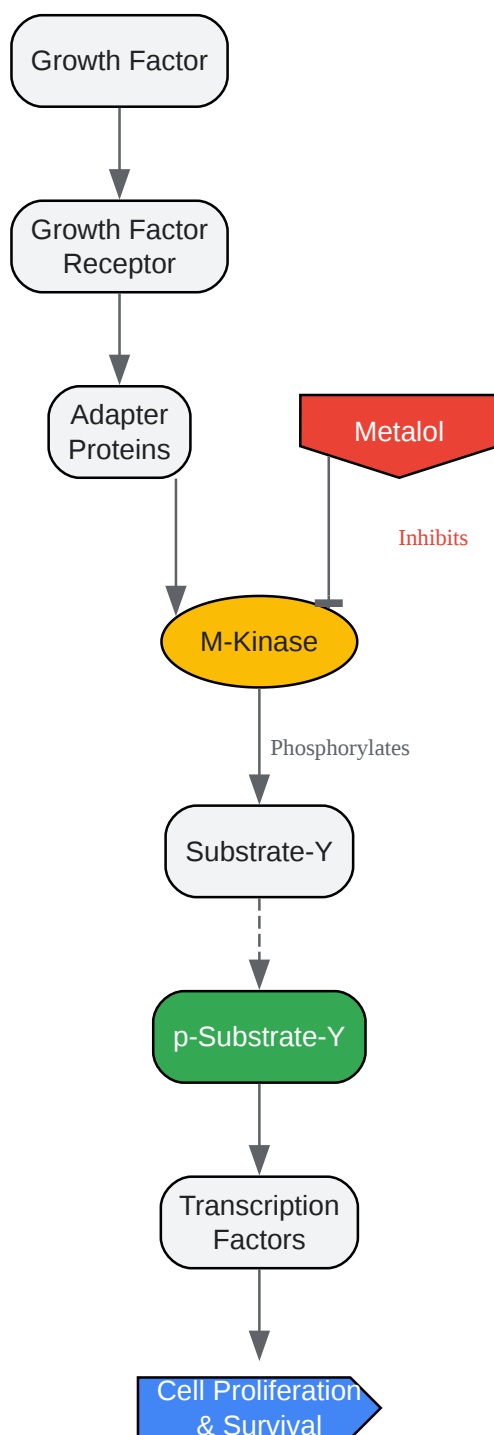 Growth Factor
Growth Factor
Receptor
Adapter
Proteins
Metalol
Inhibits
M-Kinase
Phosphorylates
Substrate-Y
p-Substrate-Y
Transcription
Factors
Cell Proliferation
& Survival